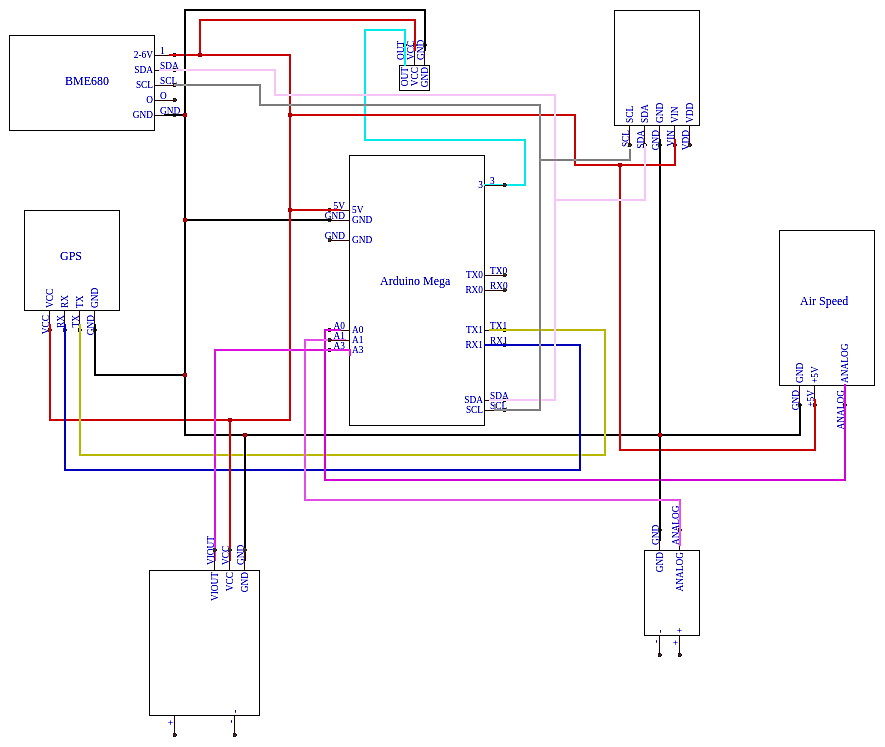 BME680
2-6V 1
SDA SDA
SCL SCL
O O
GND GND
OUT VCC GND
OUT VCC GND
SCL SDA GND VIN VDD
SCL SDA GND VIN VDD
GPS
VCC RX TX GND
VCC RX TX GND
Arduino Mega
3 3
5V 5V
GND GND
GND GND
TX0 TX0
RX0 RX0
A0 A0
A1 A1
A3 A3
TX1 TX1
RX1 RX1
SDA SDA
SCL SCL
Air Speed
GND +5V ANALOG
GND +5V ANALOG
VIOUT VCC GND
VIOUT VCC GND
+ -
-
GND ANALOG
GND ANALOG
- +
- +